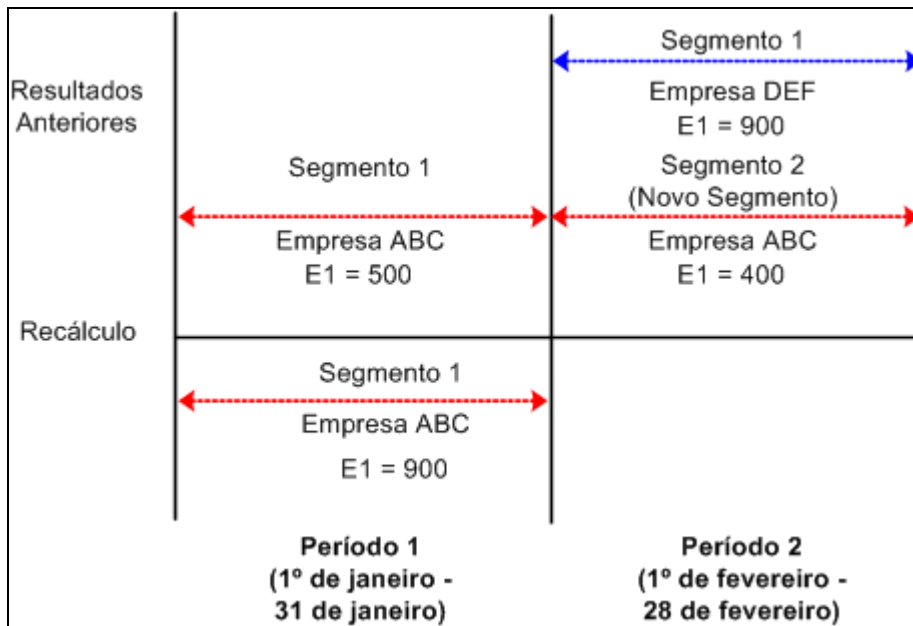 Resultados
Anteriores
Segmento 1
Empresa ABC
E1 = 500
Segmento 1
Empresa DEF
E1 = 900
Segmento 2
(Novo Segmento)
Empresa ABC
E1 = 400
Recálculo
Segmento 1
Empresa ABC
E1 = 900
Período 1
(1º de janeiro -
31 de janeiro)
Período 2
(1º de fevereiro -
28 de fevereiro)